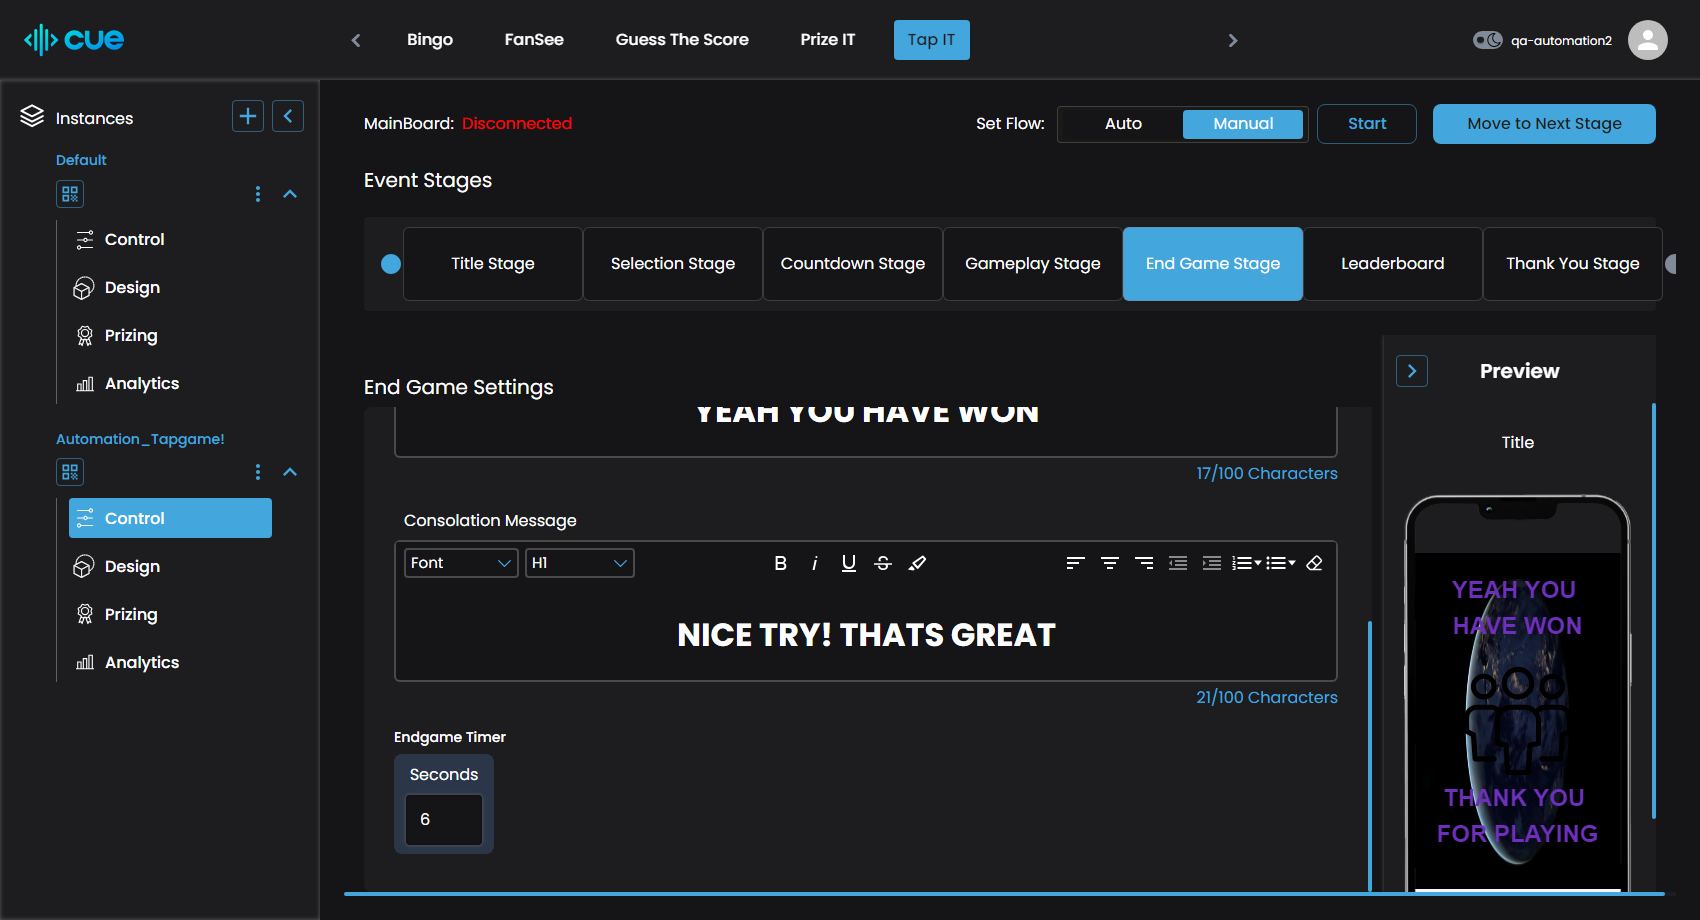 cue
Bingo
FanSee
Guess The Score
Prize IT
Tap IT
qa-automation2
Instances
Default
Control
Design
Prizing
Analytics
Automation_Tapgame!
Control
Design
Prizing
Analytics
MainBoard: Disconnected
Set Flow:
Auto
Manual
Start
Move to Next Stage
Event Stages
Title Stage
Selection Stage
Countdown Stage
Gameplay Stage
End Game Stage
Leaderboard
Thank You Stage
End Game Settings
YEAH YOU HAVE WON
17/100 Characters
Consolation Message
Font
H1
B
i
U
S
NICE TRY! THATS GREAT
21/100 Characters
Endgame Timer
Seconds
6
Preview
Title
YEAH YOU
HAVE WON
THANK YOU
FOR PLAYING